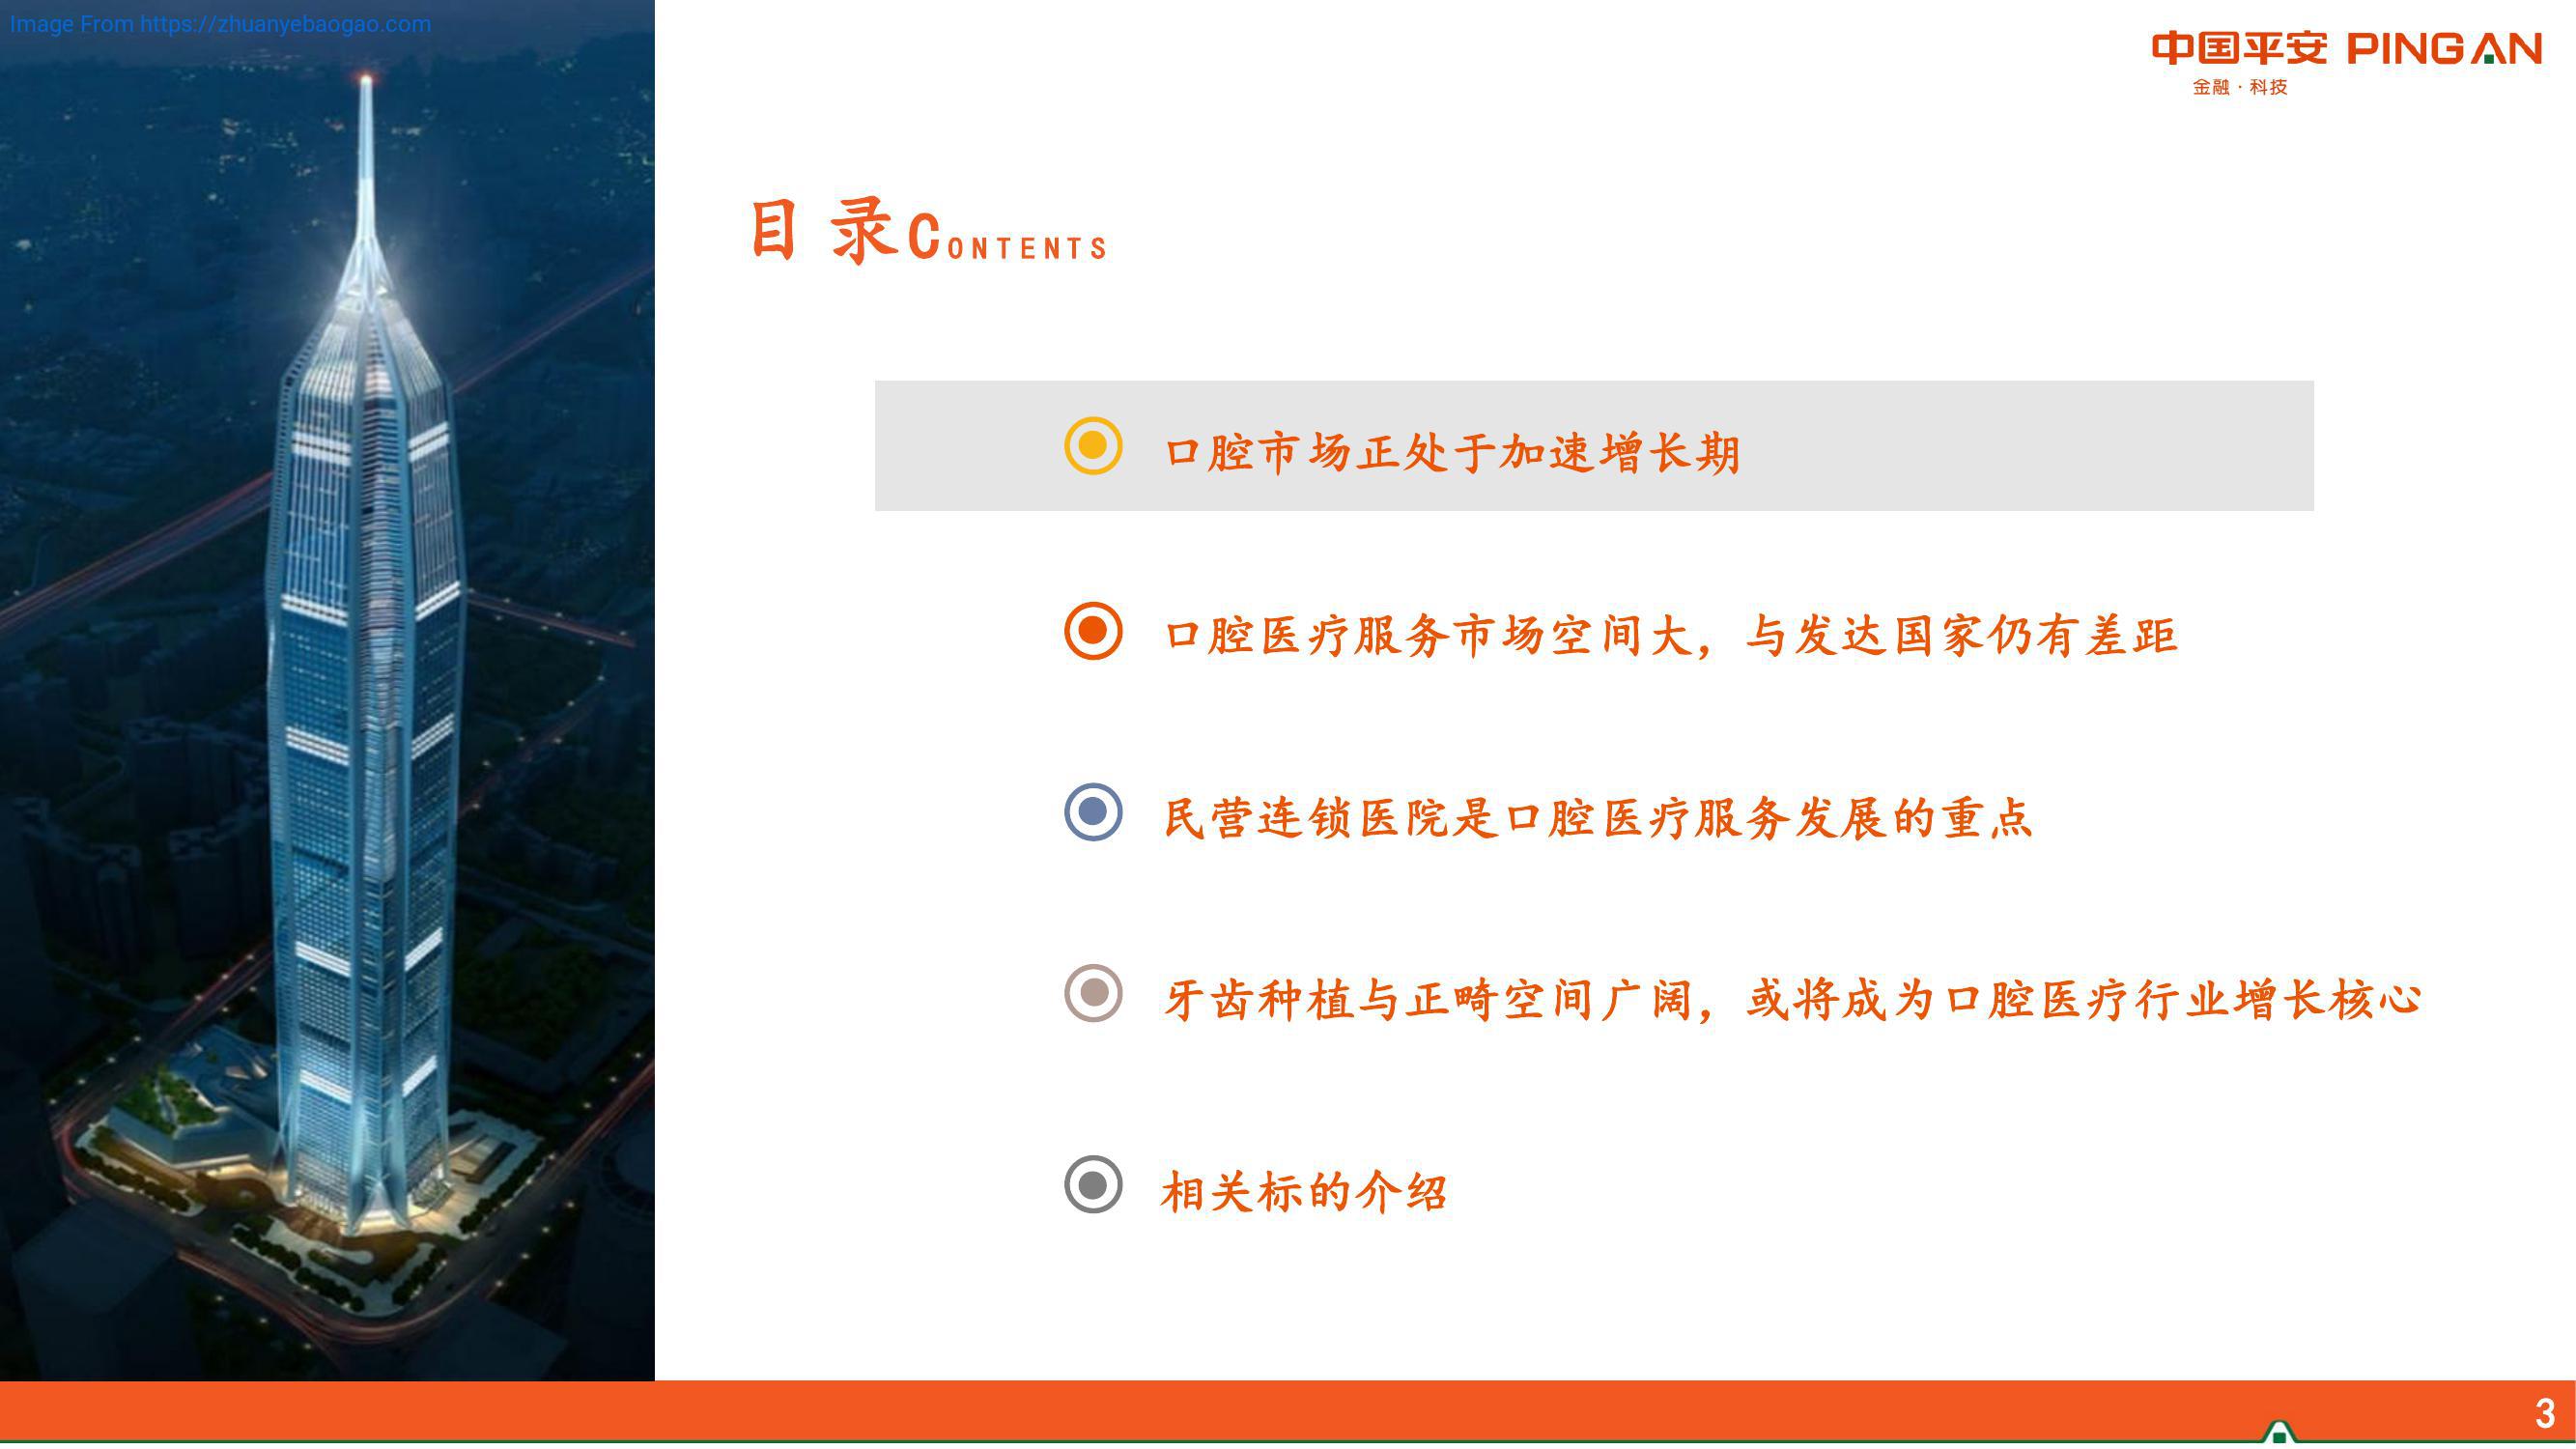 Image From https://zhuanyebaogao.com
中国平安 PINGAN
金融·科技
目录CONTENTS
口腔市场正处于加速增长期
口腔医疗服务市场空间大，与发达国家仍有差距
民营连锁医院是口腔医疗服务发展的重点
牙齿种植与正畸空间广阔，或将成为口腔医疗行业增长核心
相关标的介绍
3